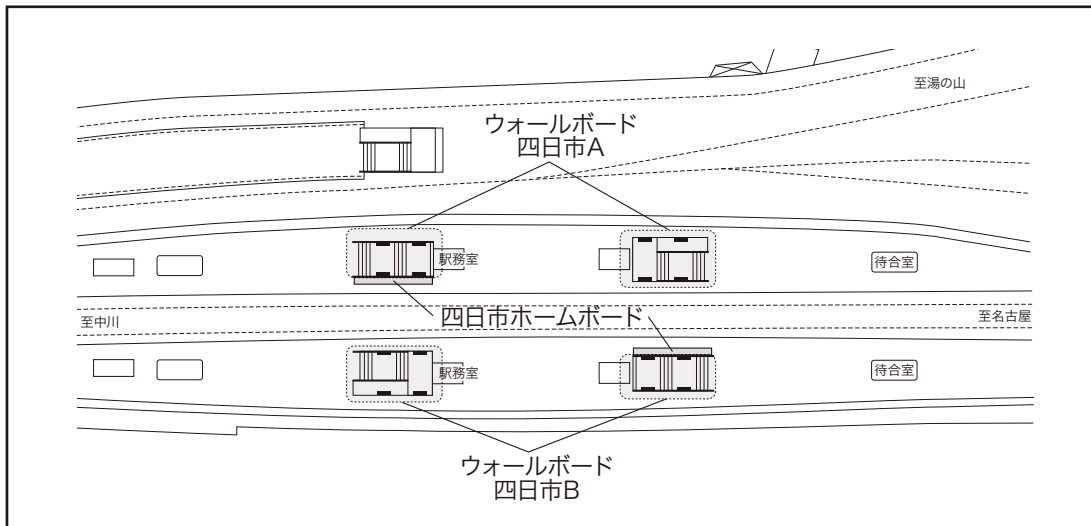 至湯の山
ウォールボード
四日市A
駅務室
待合室
至中川
四日市ホームボード
至名古屋
駅務室
待合室
ウォールボード
四日市B